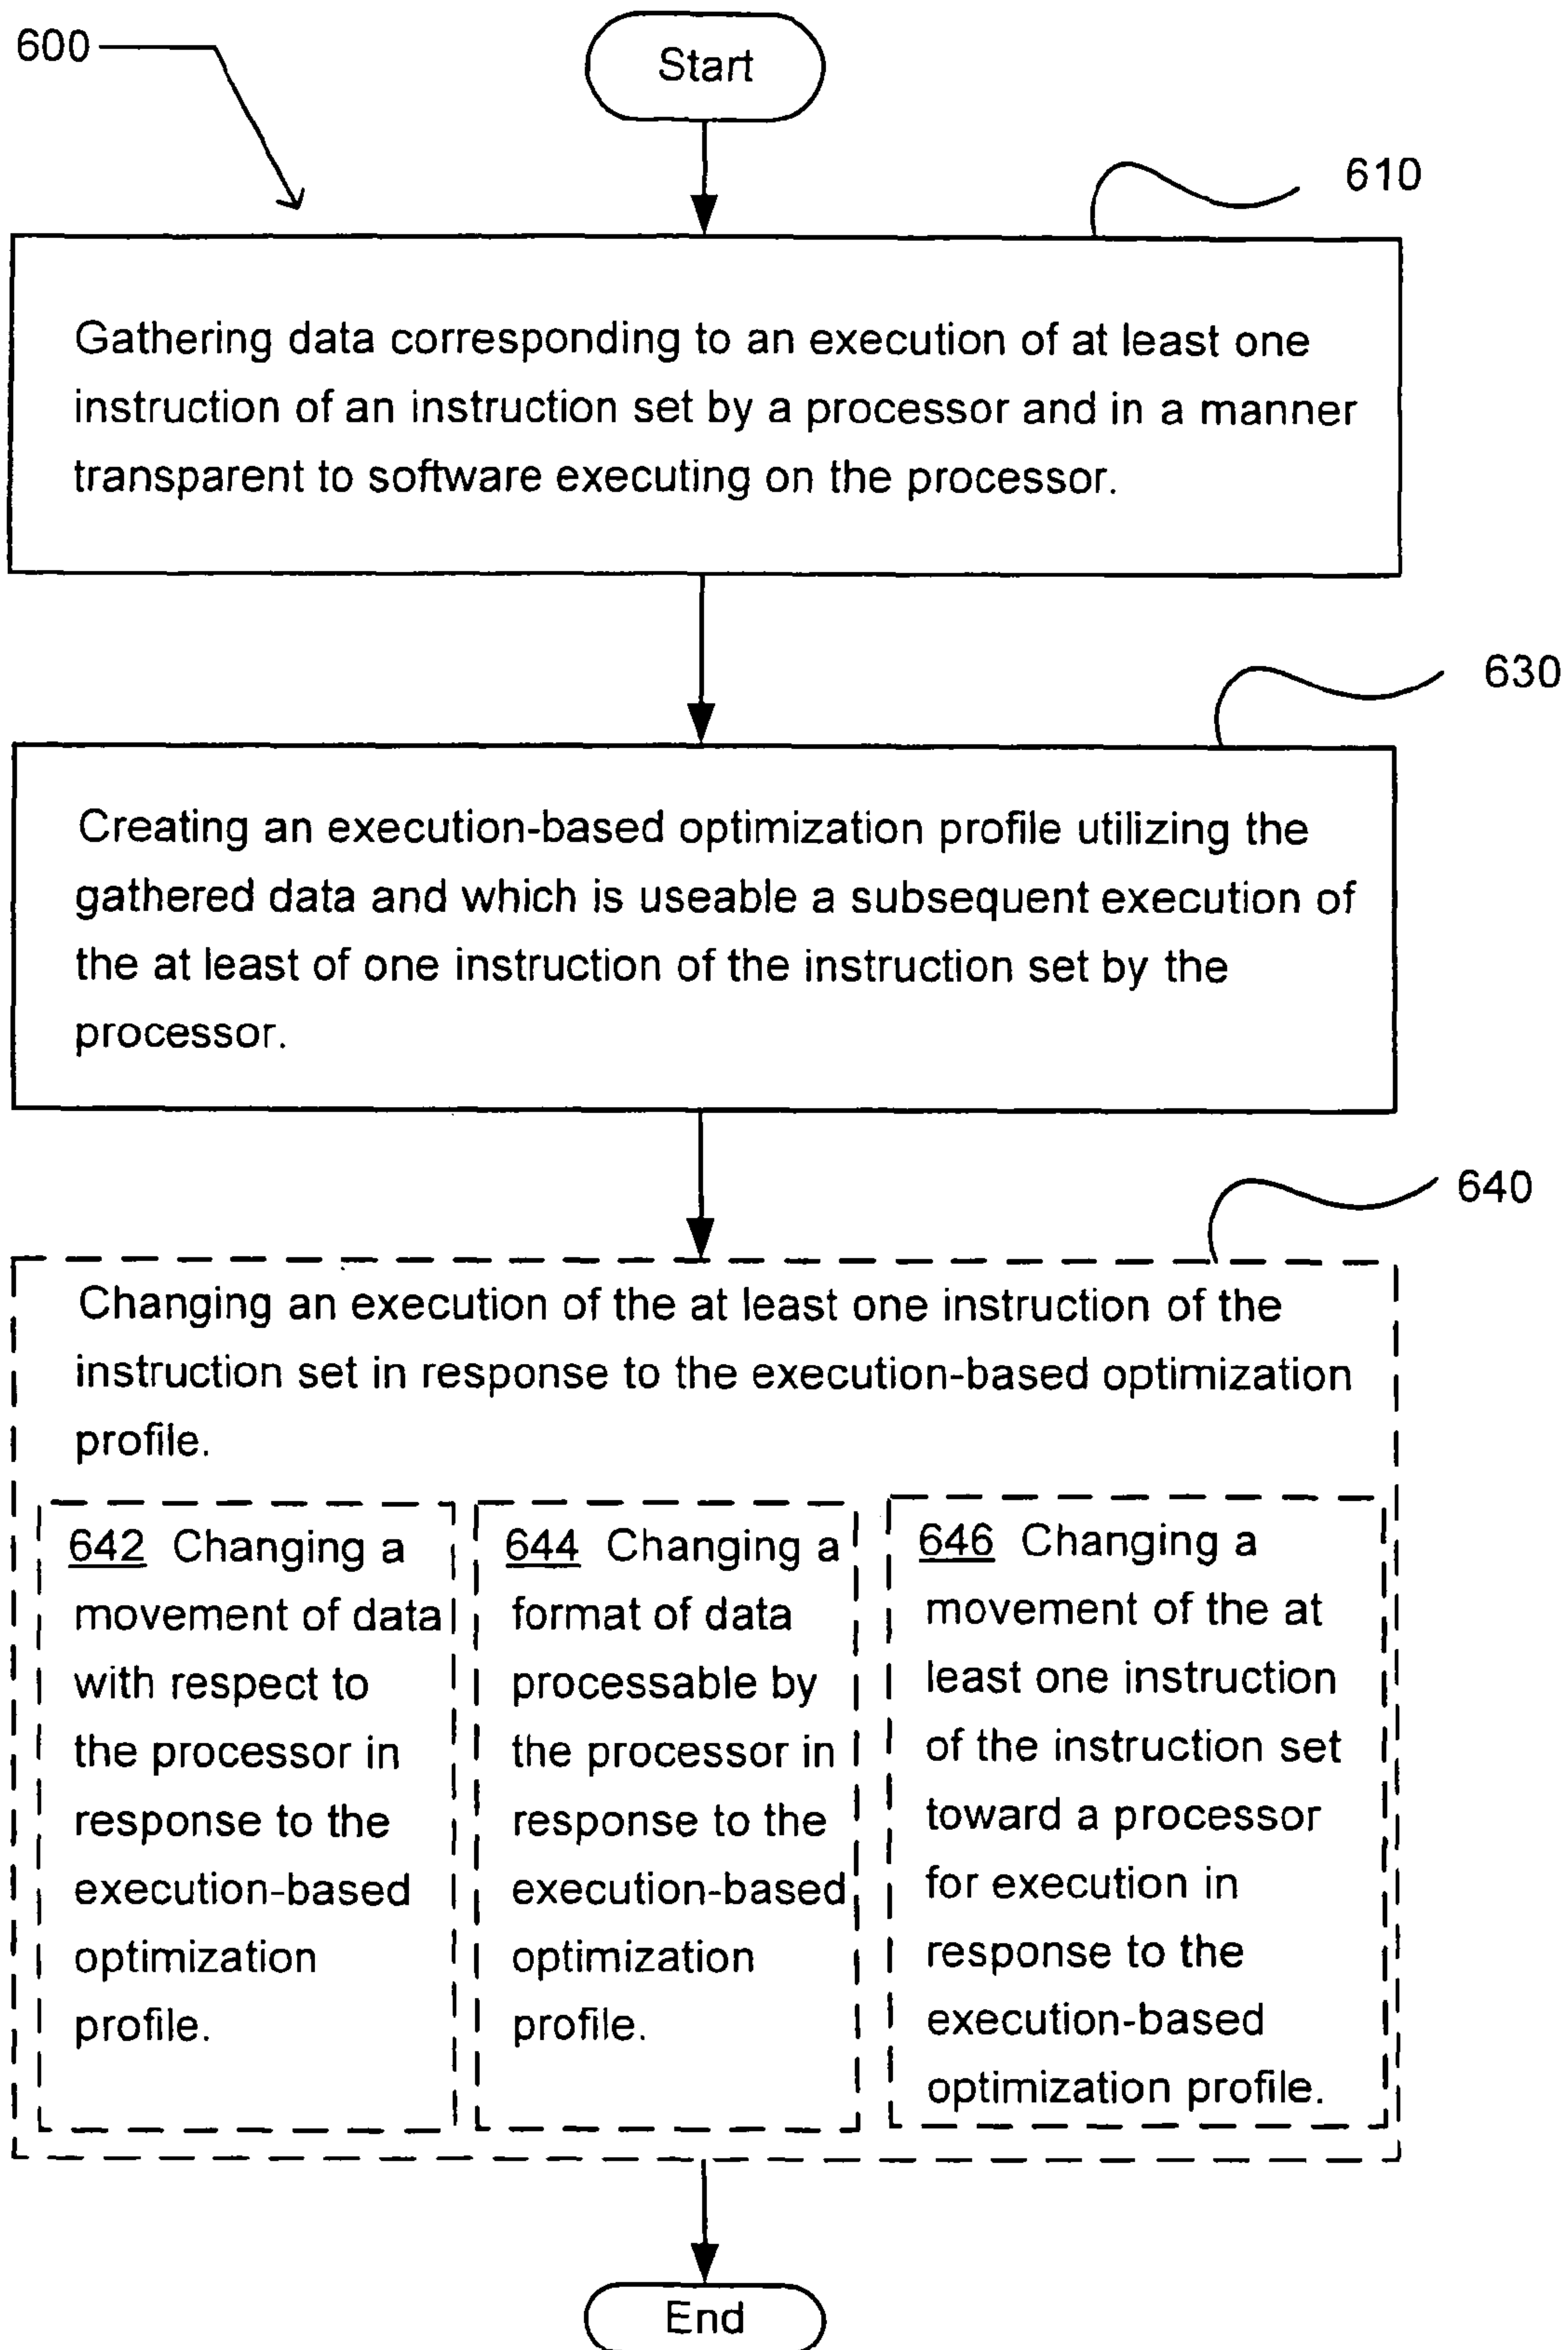 600
Start
610
Gathering data corresponding to an execution of at least one
instruction of an instruction set by a processor and in a manner
transparent to software executing on the processor.
630
Creating an execution-based optimization profile utilizing the
gathered data and which is useable a subsequent execution of
the at least of one instruction of the instruction set by the
processor.
640
Changing an execution of the at least one instruction of the
instruction set in response to the execution-based optimization
profile.
642 Changing a
movement of data
with respect to
the processor in
response to the
execution-based
optimization
profile.
644 Changing a
format of data
processable by
the processor in
response to the
execution-based
optimization
profile.
646 Changing a
movement of the at
least one instruction
of the instruction set
toward a processor
for execution in
response to the
execution-based
optimization profile.
End